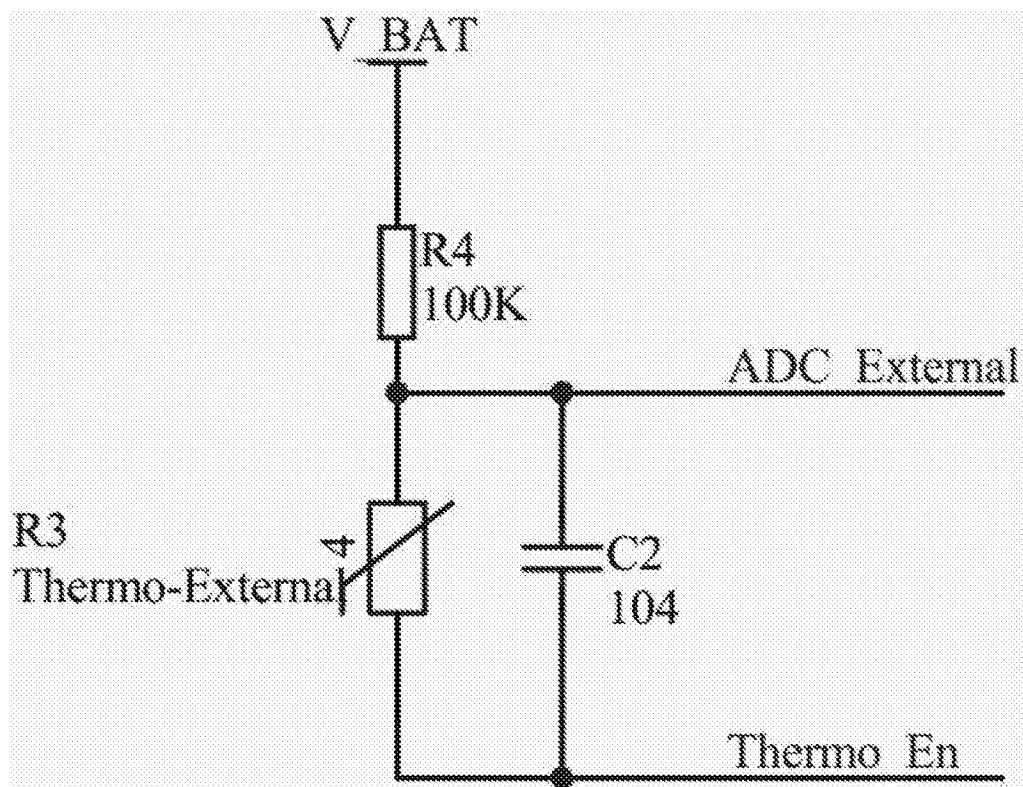 V_BAT
R4
100K
ADC_External
R3
4
Thermo-External
C2
104
Thermo_En